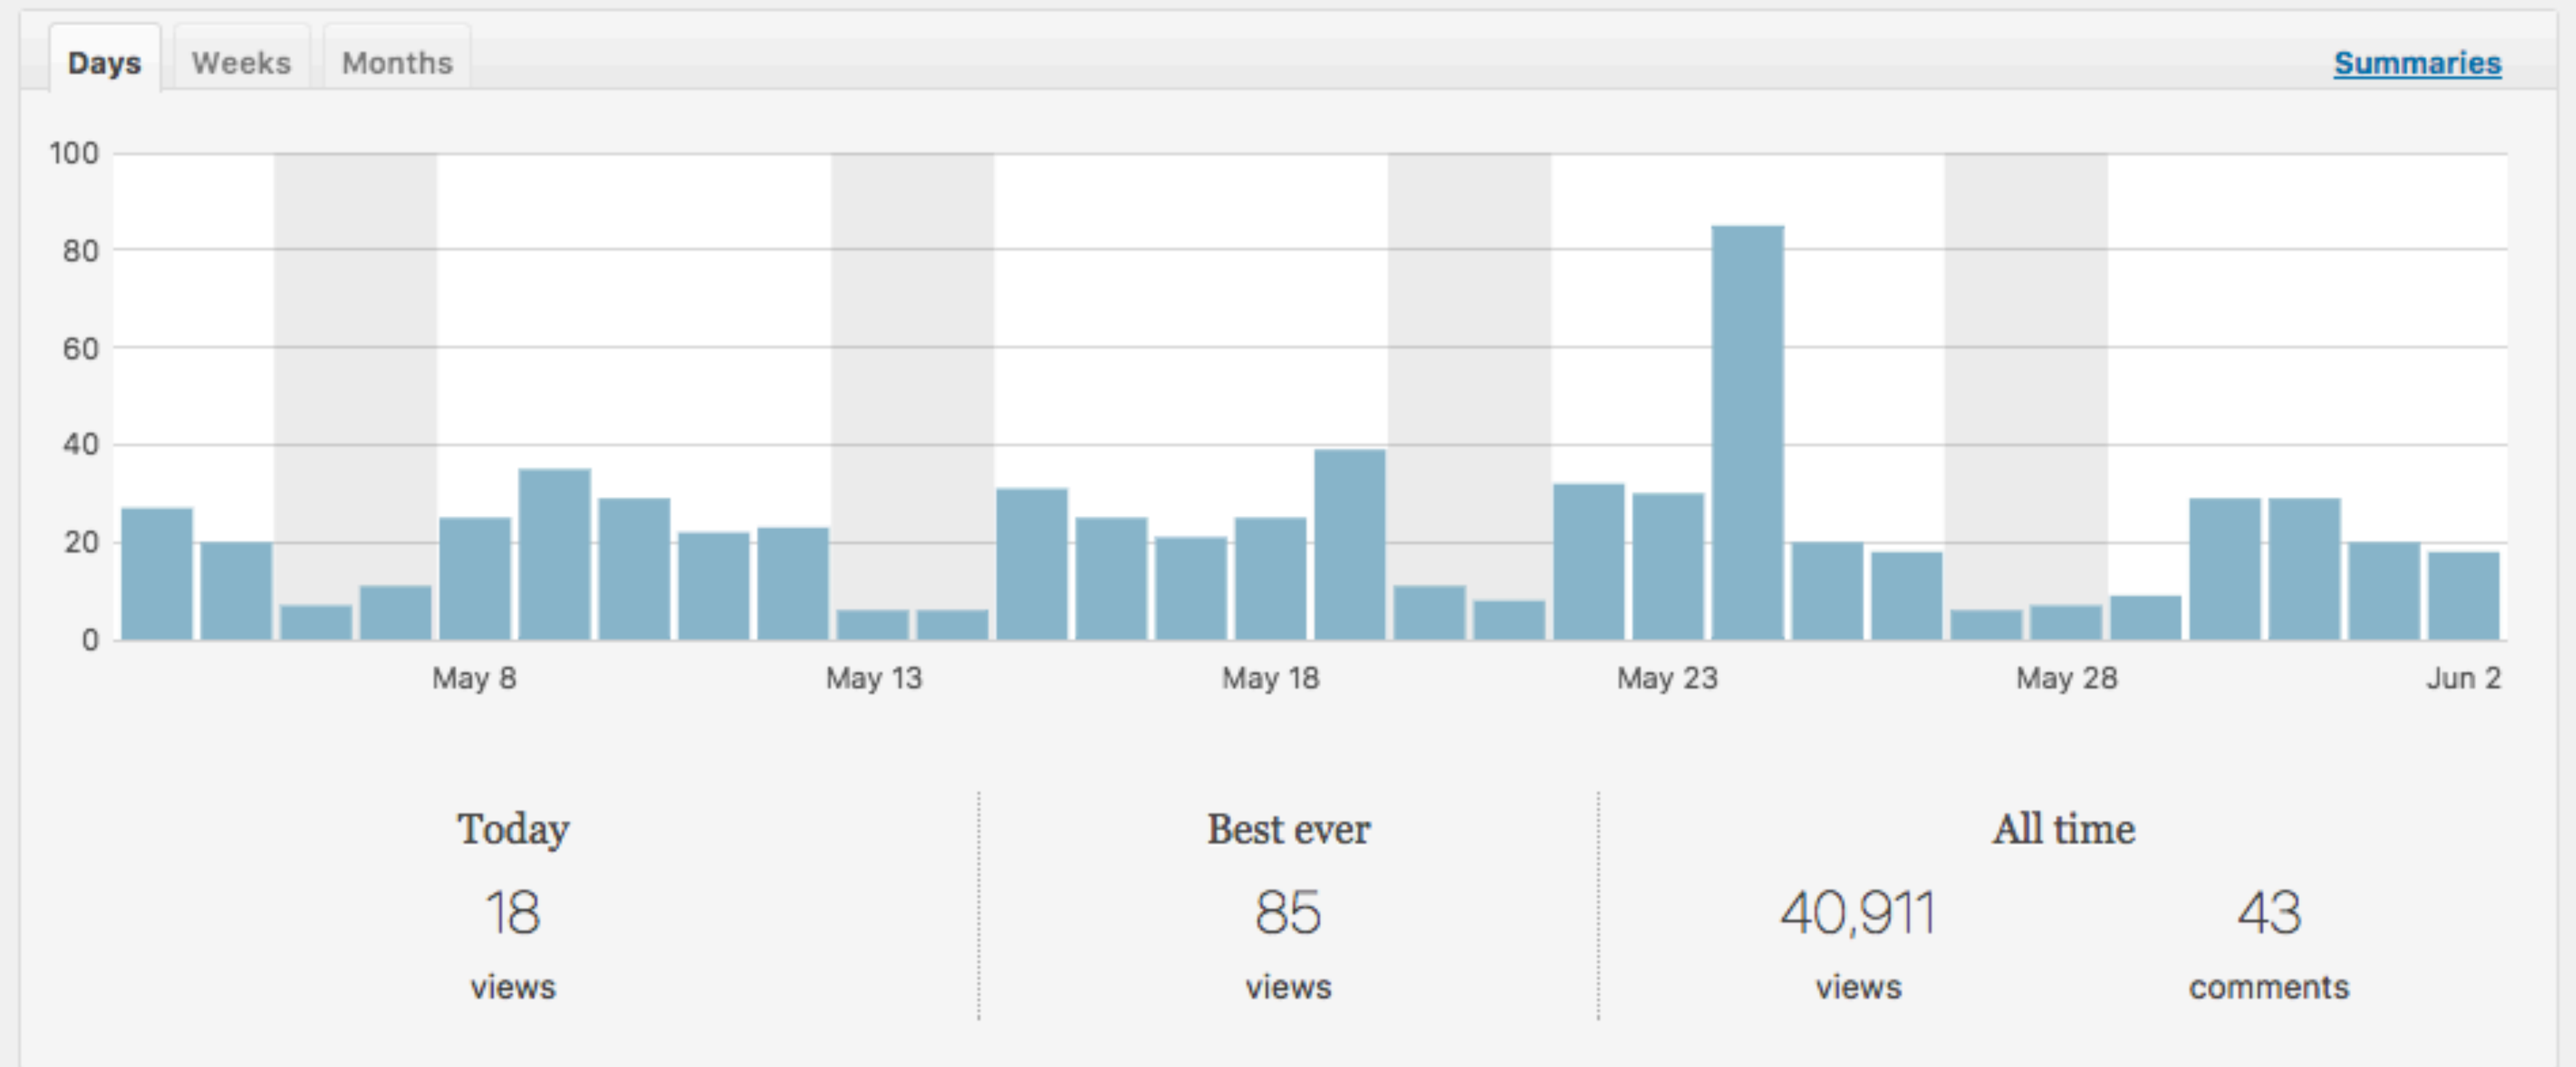 Days Weeks Months Summaries
100
80
60
40
20
0
May 8 May 13 May 18 May 23 May 28 Jun 2
Today Best ever All time
18 85 40,911 43
views views views comments